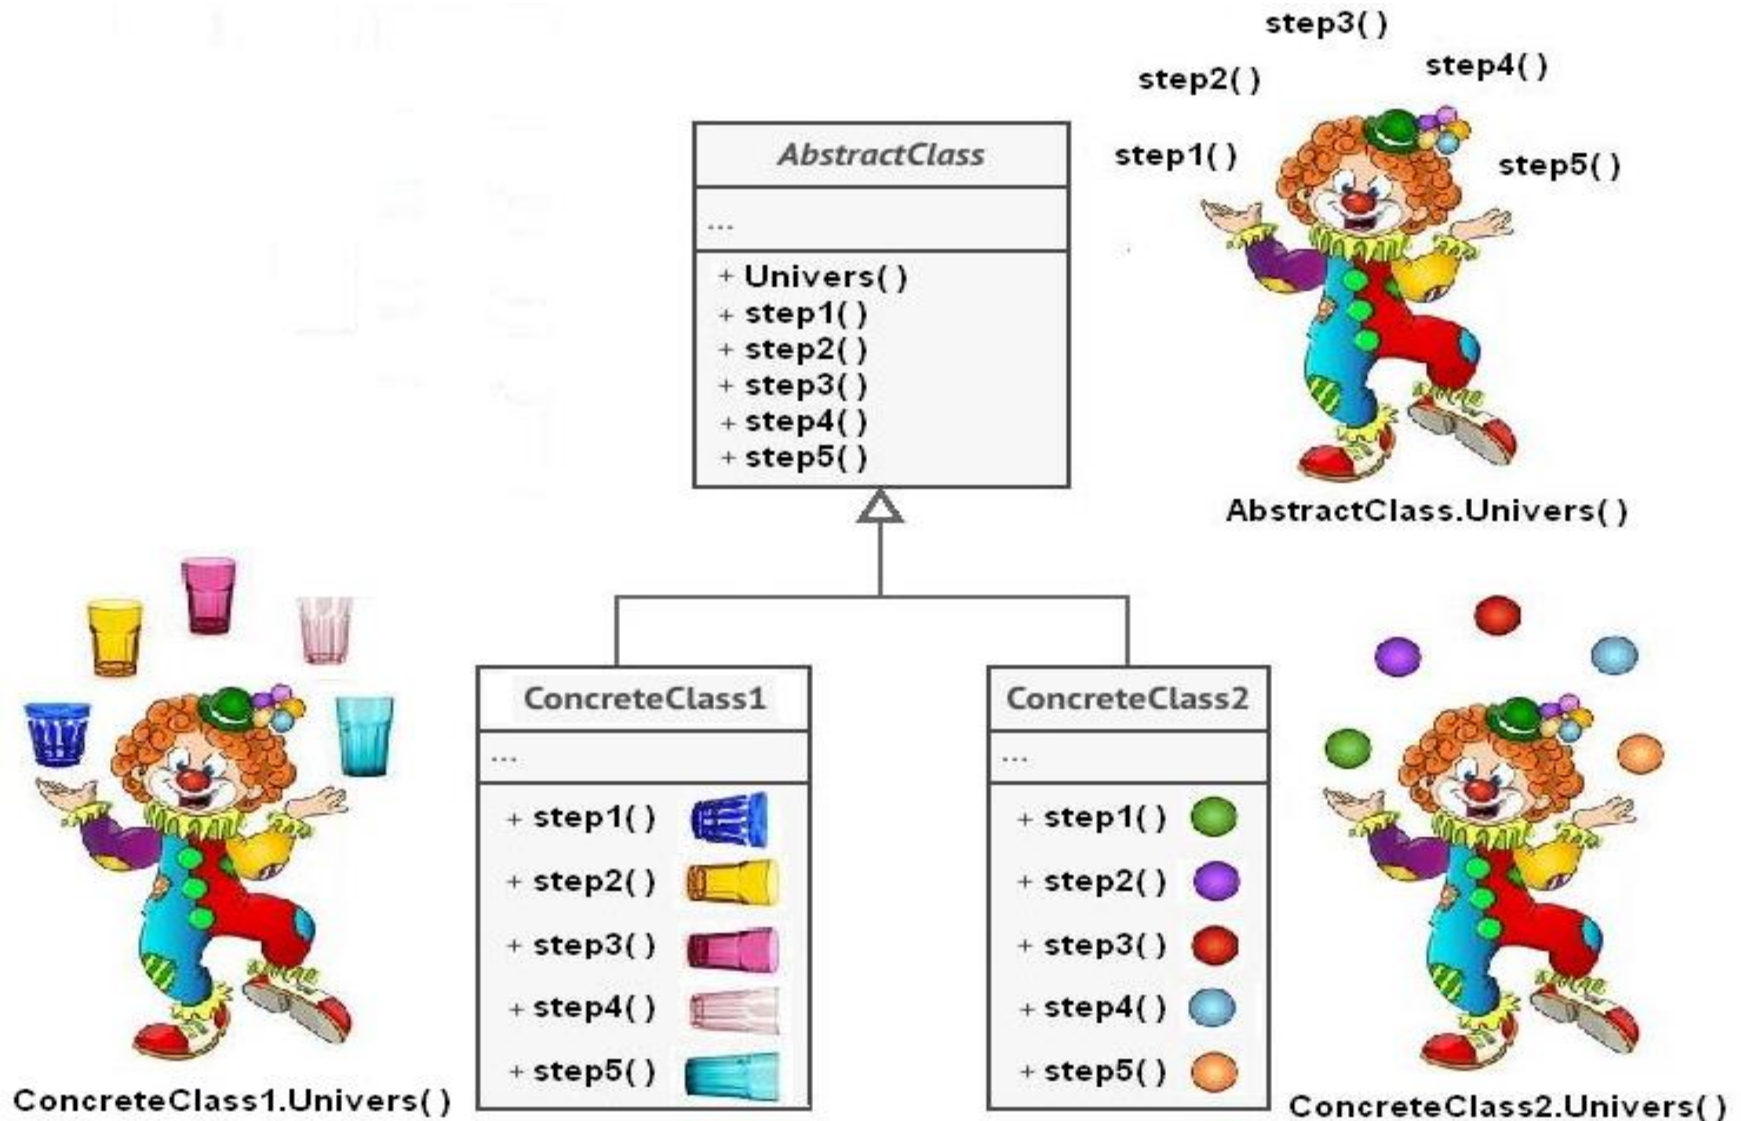 step3()
step2()
step4()
step1()
step5()
AbstractClass
...
+ Univers()
+ step1()
+ step2()
+ step3()
+ step4()
+ step5()
AbstractClass.Univers()
ConcreteClass1
...
+ step1()
+ step2()
+ step3()
+ step4()
+ step5()
ConcreteClass1.Univers()
ConcreteClass2
...
+ step1()
+ step2()
+ step3()
+ step4()
+ step5()
ConcreteClass2.Univers()